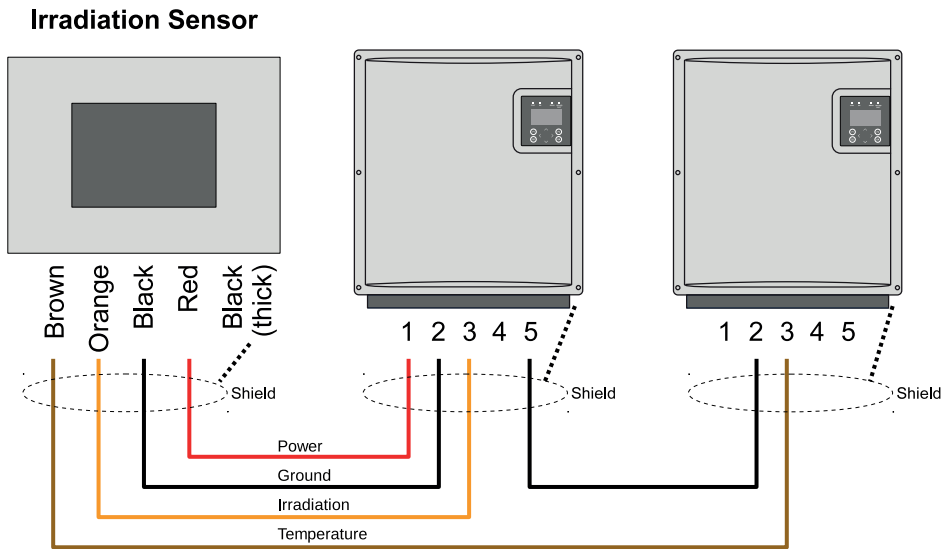 Irradiation Sensor
Brown
Orange
Black
Red
Black
(thick)
1 2 3 4 5
1 2 3 4 5
Shield
Shield
Shield
Power
Ground
Irradiation
Temperature